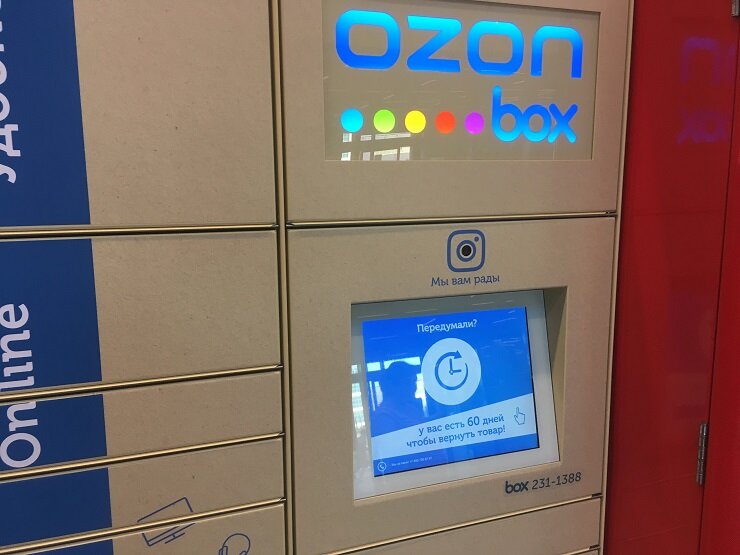 ozon
box
Мы вам рады
Передумали?
у вас есть 60 дней
чтобы вернуть товар!
box 231-1388
Online